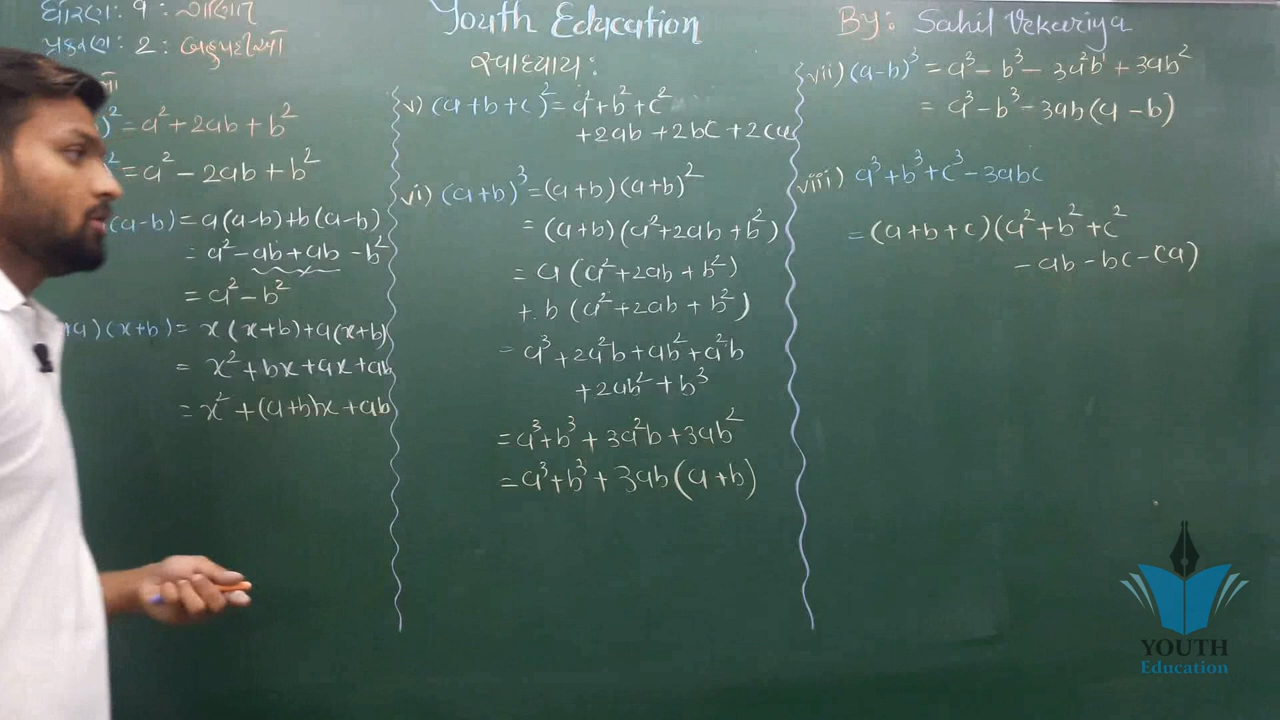 ધોરણ: ૧ : ગણિત
પ્રકરણ: 2 : બહુપદીઓ
)² = a² + 2ab + b²
² = a² - 2ab + b²
(a-b) = a(a-b)+b(a-b)
= a² - ab + ab - b²
= a² - b²
a)(x+b) = x(x+b)+a(x+b)
= x² + bx + ax + ab
= x² + (a+b)x + ab
Youth Education
સ્વાધ્યાય :
v) (a+b+c)² = a² + b² + c²
+ 2ab + 2bc + 2ca
vi) (a+b)³ = (a+b)(a+b)²
= (a+b)(a²+2ab+b²)
= a(a²+2ab+b²)
+ b(a²+2ab+b²)
= a³ + 2a²b + ab² + a²b
+ 2ab² + b³
= a³ + b³ + 3a²b + 3ab²
= a³ + b³ + 3ab(a+b)
By: Sahil Vekariya
vii) (a-b)³ = a³ - b³ - 3a²b¹ + 3ab²
= a³ - b³ - 3ab(a-b)
viii) a³ + b³ + c³ - 3abc
= (a+b+c)(a²+b²+c²
- ab - bc - ca)
YOUTH
Education